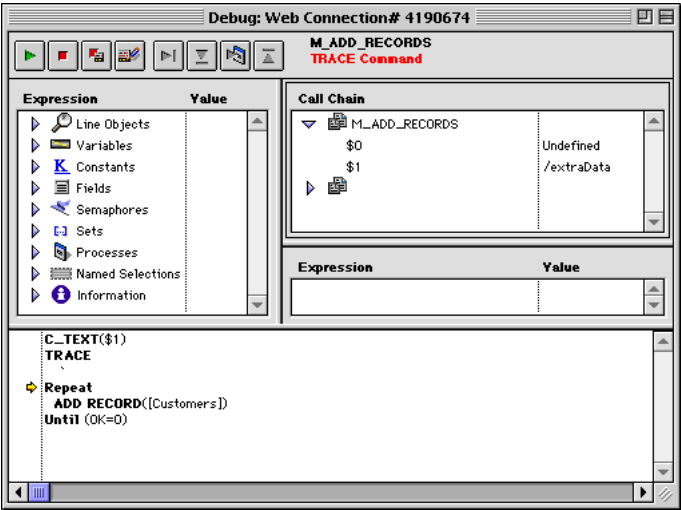 Debug: Web Connection# 4190674
M_ADD_RECORDS
TRACE Command
Expression Value
Line Objects
Variables
K Constants
Fields
Semaphores
Sets
Processes
Named Selections
Information
Call Chain
M_ADD_RECORDS
$0 Undefined
$1 /extraData
Expression Value
C_TEXT($1)
TRACE
`
Repeat
ADD RECORD([Customers])
Until (OK=0)